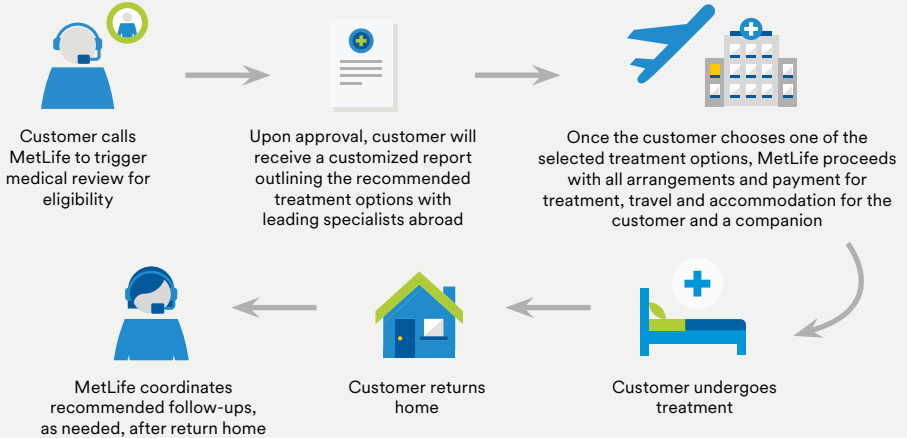 Customer calls
MetLife to trigger
medical review for
eligibility
Upon approval, customer will
receive a customized report
outlining the recommended
treatment options with
leading specialists abroad
Once the customer chooses one of the
selected treatment options, MetLife proceeds
with all arrangements and payment for
treatment, travel and accommodation for the
customer and a companion
Customer undergoes
treatment
Customer returns
home
MetLife coordinates
recommended follow-ups,
as needed, after return home